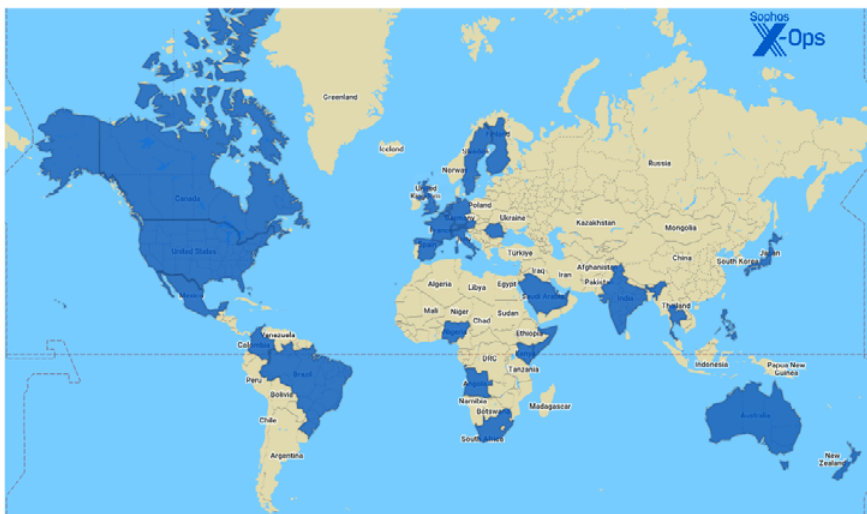 Sophos
X-Ops
Greenland
Iceland
Finland
Sweden
Norway
Russia
Canada
United
Kingdom
Poland
Germany
Ukraine
France
Kazakhstan
Mongolia
United States
Spain
Italy
Türkiye
China
South Korea
Japan
Iraq
Iran
Afghanistan
Pakistan
Algeria
Libya
Egypt
Saudi Arabia
India
Mexico
Mali
Niger
Chad
Sudan
Thailand
Nigeria
Ethiopia
Venezuela
Colombia
Kenya
DRC
Tanzania
Indonesia
Papua New
Guinea
Brazil
Peru
Bolivia
Angola
Namibia
Botswana
Madagascar
Australia
Chile
South Africa
Argentina
New
Zealand